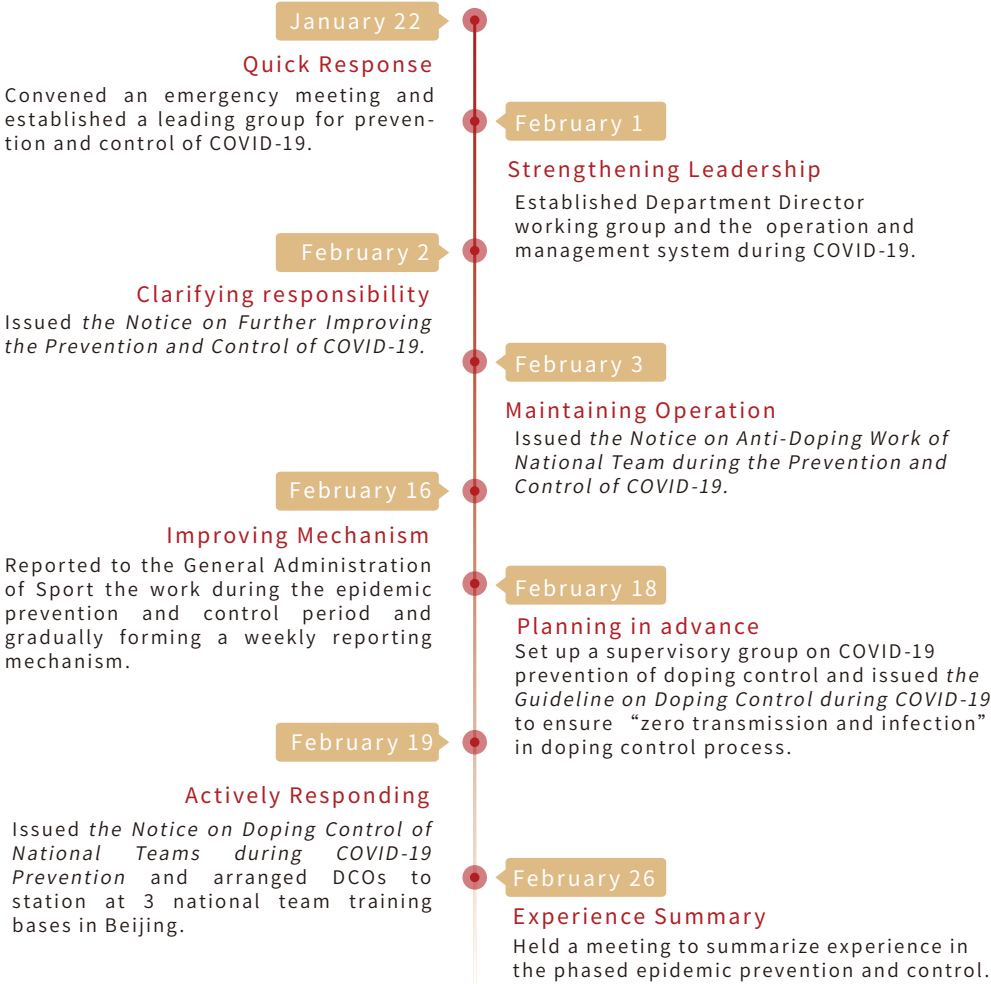 January 22
Quick Response
Convened an emergency meeting and
established a leading group for preven-
tion and control of COVID-19.
February 1
Strengthening Leadership
Established Department Director
working group and the operation and
management system during COVID-19.
February 2
Clarifying responsibility
Issued the Notice on Further Improving
the Prevention and Control of COVID-19.
February 3
Maintaining Operation
Issued the Notice on Anti-Doping Work of
National Team during the Prevention and
Control of COVID-19.
February 16
Improving Mechanism
Reported to the General Administration
of Sport the work during the epidemic
prevention and control period and
gradually forming a weekly reporting
mechanism.
February 18
Planning in advance
Set up a supervisory group on COVID-19
prevention of doping control and issued the
Guideline on Doping Control during COVID-19
to ensure “zero transmission and infection”
in doping control process.
February 19
Actively Responding
Issued the Notice on Doping Control of
National Teams during COVID-19
Prevention and arranged DCOs to
station at 3 national team training
bases in Beijing.
February 26
Experience Summary
Held a meeting to summarize experience in
the phased epidemic prevention and control.